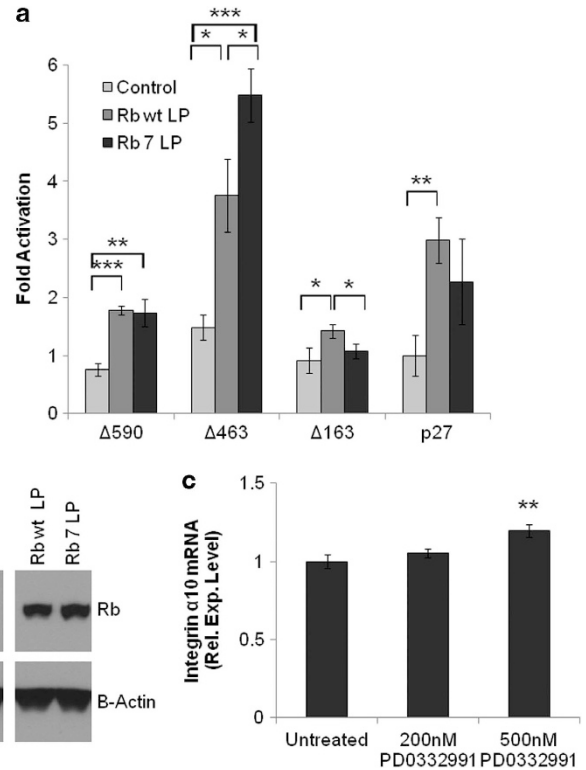 a
***
* *
6
5
4
3
2
1
0
Fold Activation
Control
Rb wt LP
Rb 7 LP
**
***
* *
**
Δ590 Δ463 Δ163 p27
Rb wt LP
Rb 7 LP
Rb
B-Actin
c
1.5
1
0.5
0
Integrin α10 mRNA
(Rel. Exp. Level)
**
Untreated 200nM 500nM
PD0332991 PD0332991